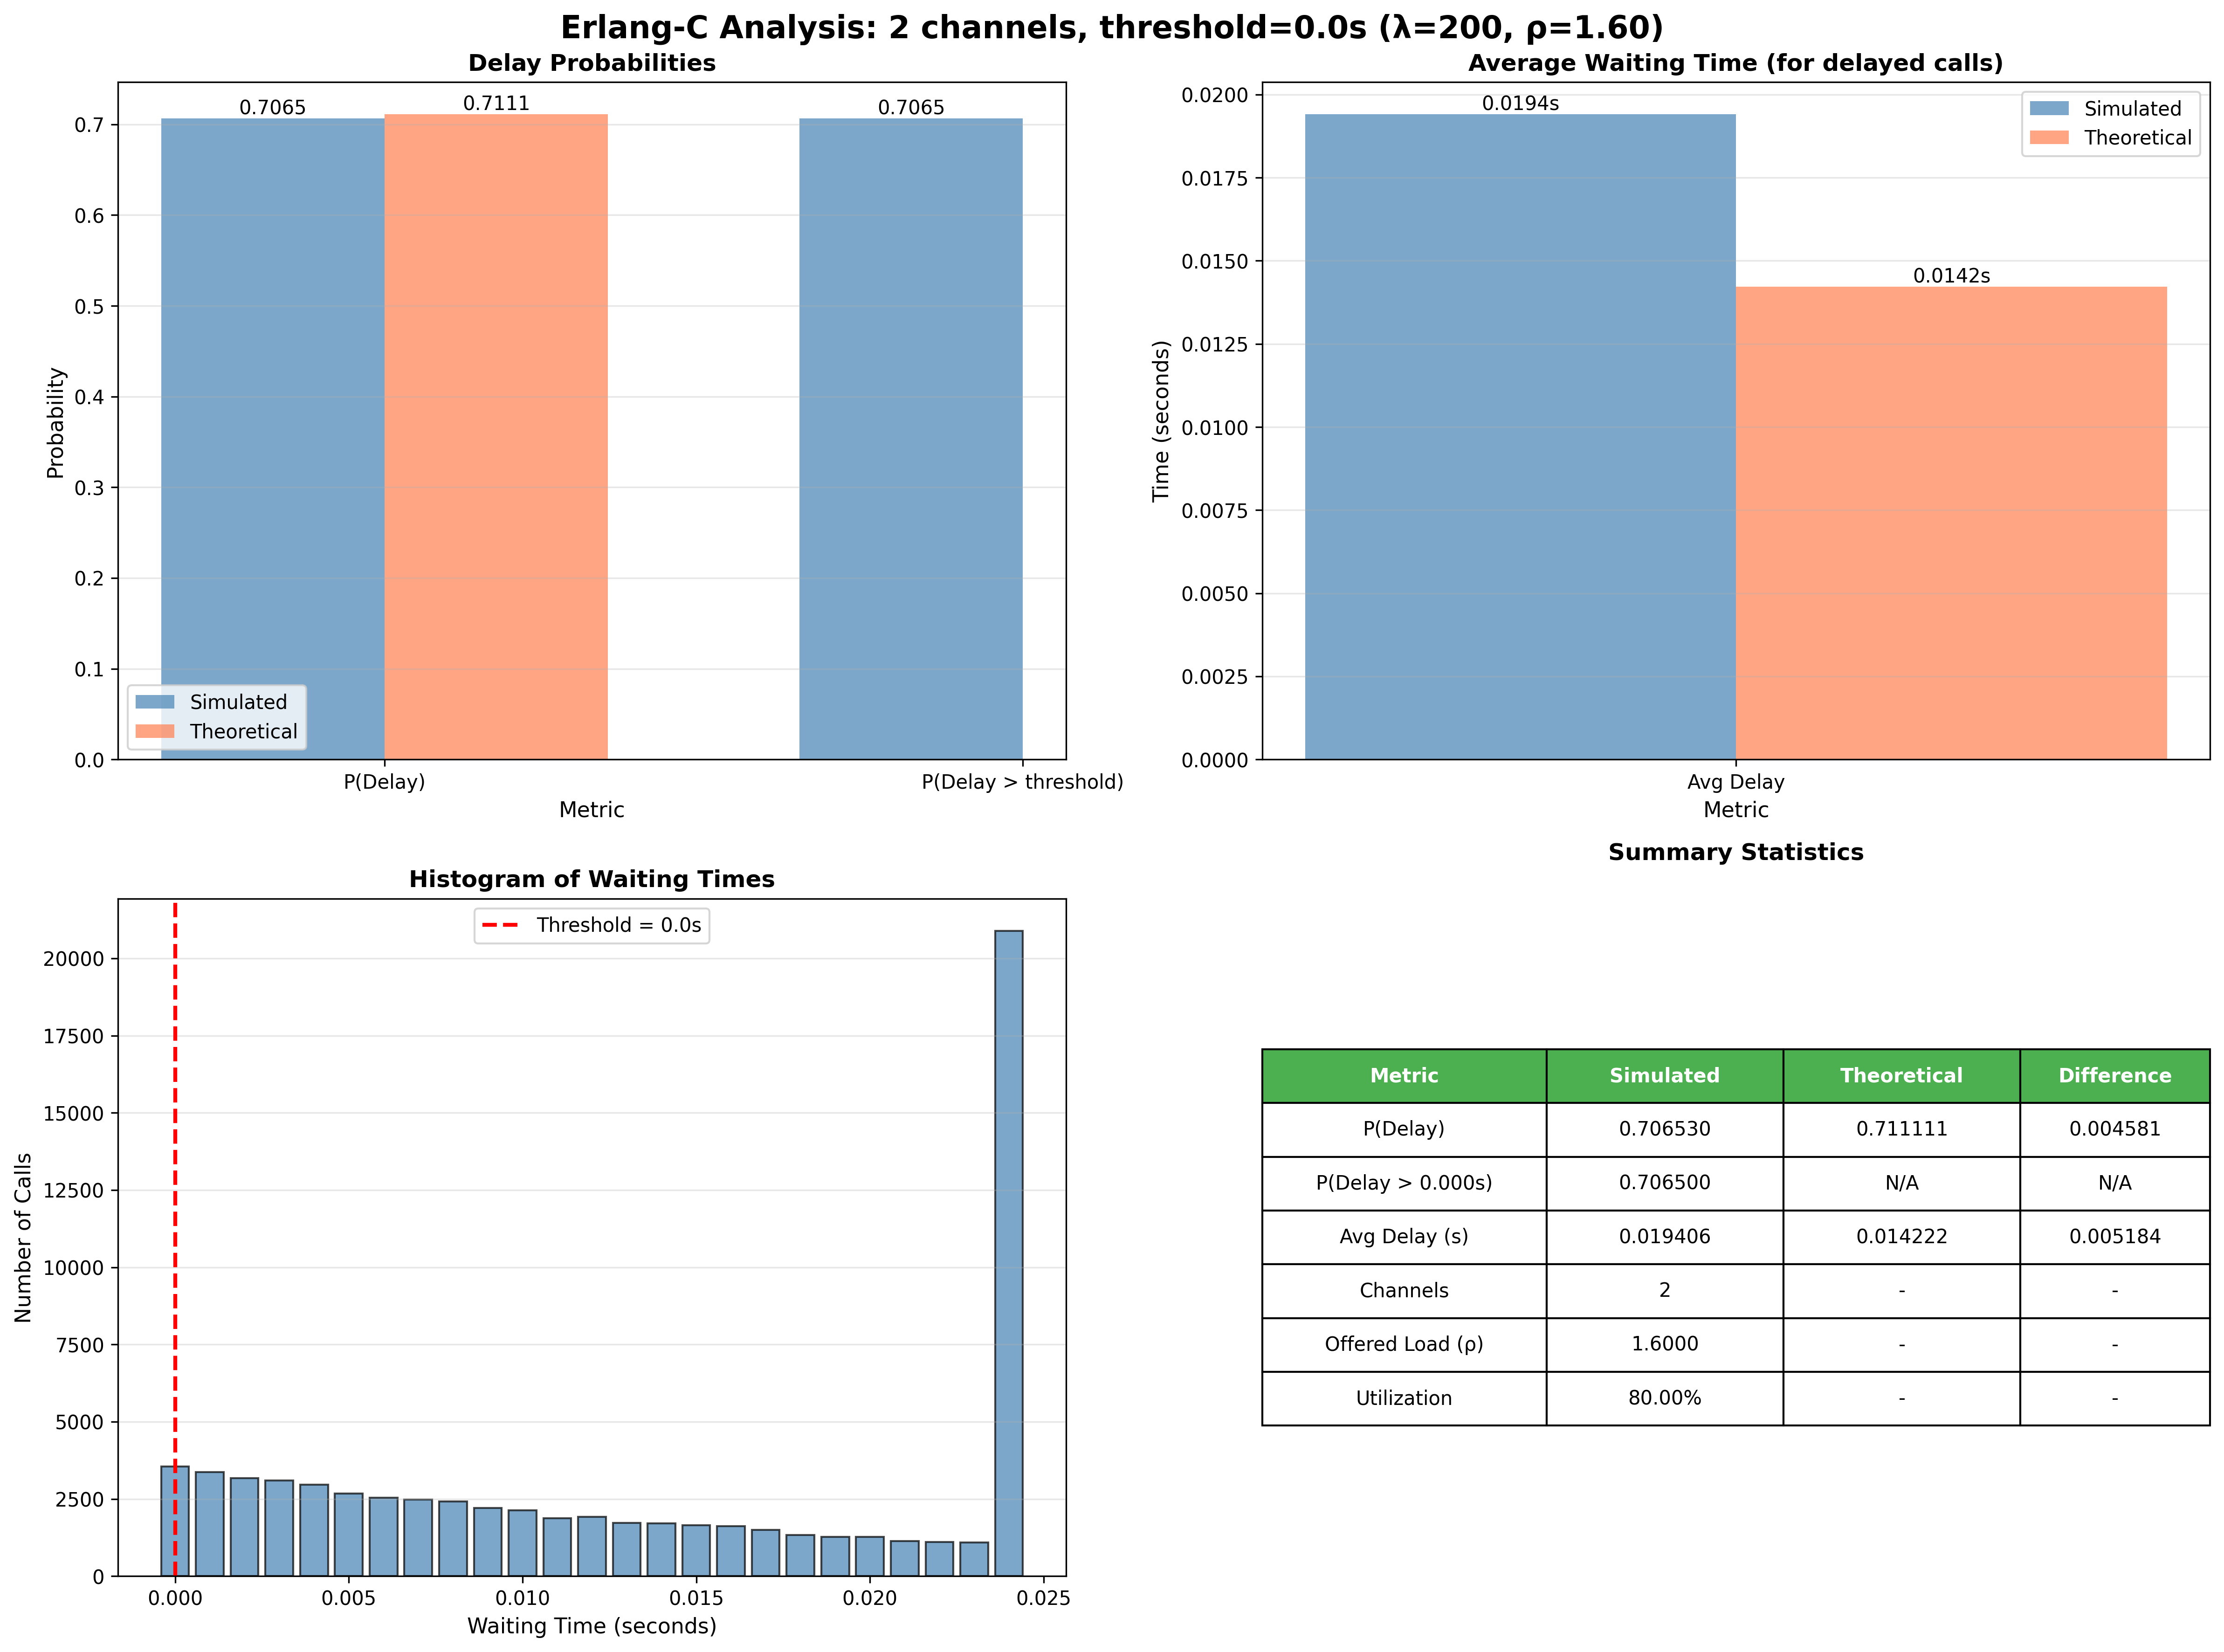 Erlang-C Analysis: 2 channels, threshold=0.0s (λ=200, ρ=1.60)
Delay Probabilities
0.7065
0.7111
0.7065
0.7
0.6
0.5
0.4
0.3
0.2
0.1
0.0
Probability
Simulated
Theoretical
P(Delay)
P(Delay > threshold)
Metric
Average Waiting Time (for delayed calls)
0.0194s
0.0142s
Simulated
Theoretical
0.0200
0.0175
0.0150
0.0125
0.0100
0.0075
0.0050
0.0025
0.0000
Time (seconds)
Avg Delay
Metric
Histogram of Waiting Times
Threshold = 0.0s
20000
17500
15000
12500
10000
7500
5000
2500
0
Number of Calls
0.000 0.005 0.010 0.015 0.020 0.025
Waiting Time (seconds)
Summary Statistics
Metric Simulated Theoretical Difference
P(Delay) 0.706530 0.711111 0.004581
P(Delay > 0.000s) 0.706500 N/A N/A
Avg Delay (s) 0.019406 0.014222 0.005184
Channels 2 - -
Offered Load (ρ) 1.6000 - -
Utilization 80.00% - -